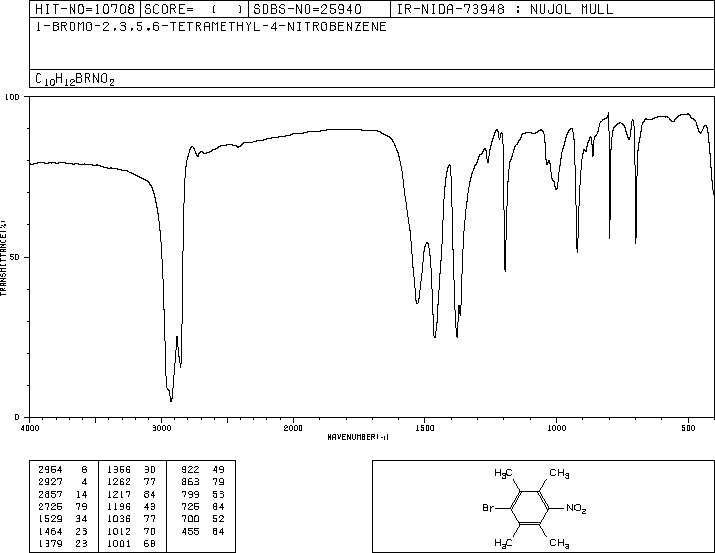 HIT-NO=10708 SCORE= ( ) SDBS-NO=25940 IR-NIDA-73948 : NUJOL MULL
1-BROMO-2,3,5,6-TETRAMETHYL-4-NITROBENZENE
C10H12BRNO2
100
50
0
TRANSMITTANCE(%)
4000 3000 2000 1500 1000 500
WAVENUMBER(-1)
2954 6 1366 30 922 49
2927 4 1262 77 863 79
2857 14 1217 84 799 53
2725 79 1196 43 725 84
1529 34 1036 77 700 52
1464 23 1012 70 455 84
1379 23 1001 68
H3C CH3
Br NO2
H3C CH3